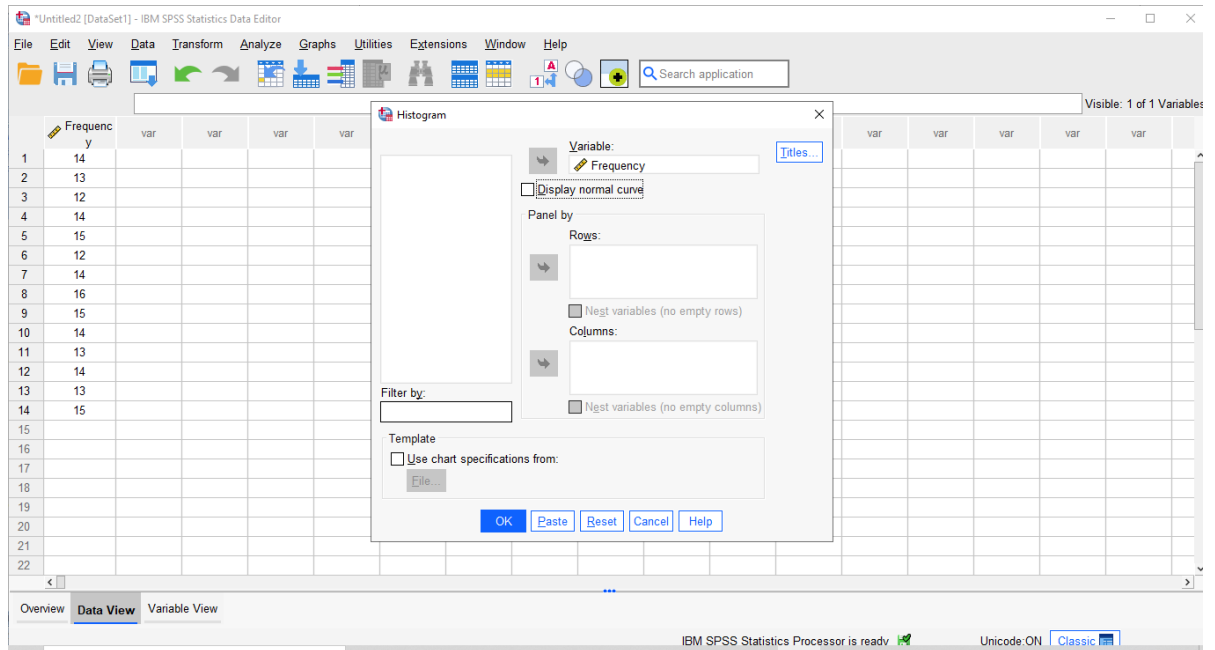 *Untitled2 [DataSet1] - IBM SPSS Statistics Data Editor
File Edit View Data Transform Analyze Graphs Utilities Extensions Window Help
Search application
Visible: 1 of 1 Variables
Frequenc
y
var var var var var var var var var
1 14
2 13
3 12
4 14
5 15
6 12
7 14
8 16
9 15
10 14
11 13
12 14
13 13
14 15
15
16
17
18
19
20
21
22
Histogram
Variable:
Frequency
Titles...
Display normal curve
Panel by
Rows:
Nest variables (no empty rows)
Columns:
Nest variables (no empty columns)
Filter by:
Template
Use chart specifications from:
File...
OK Paste Reset Cancel Help
Overview Data View Variable View
IBM SPSS Statistics Processor is ready Unicode:ON Classic